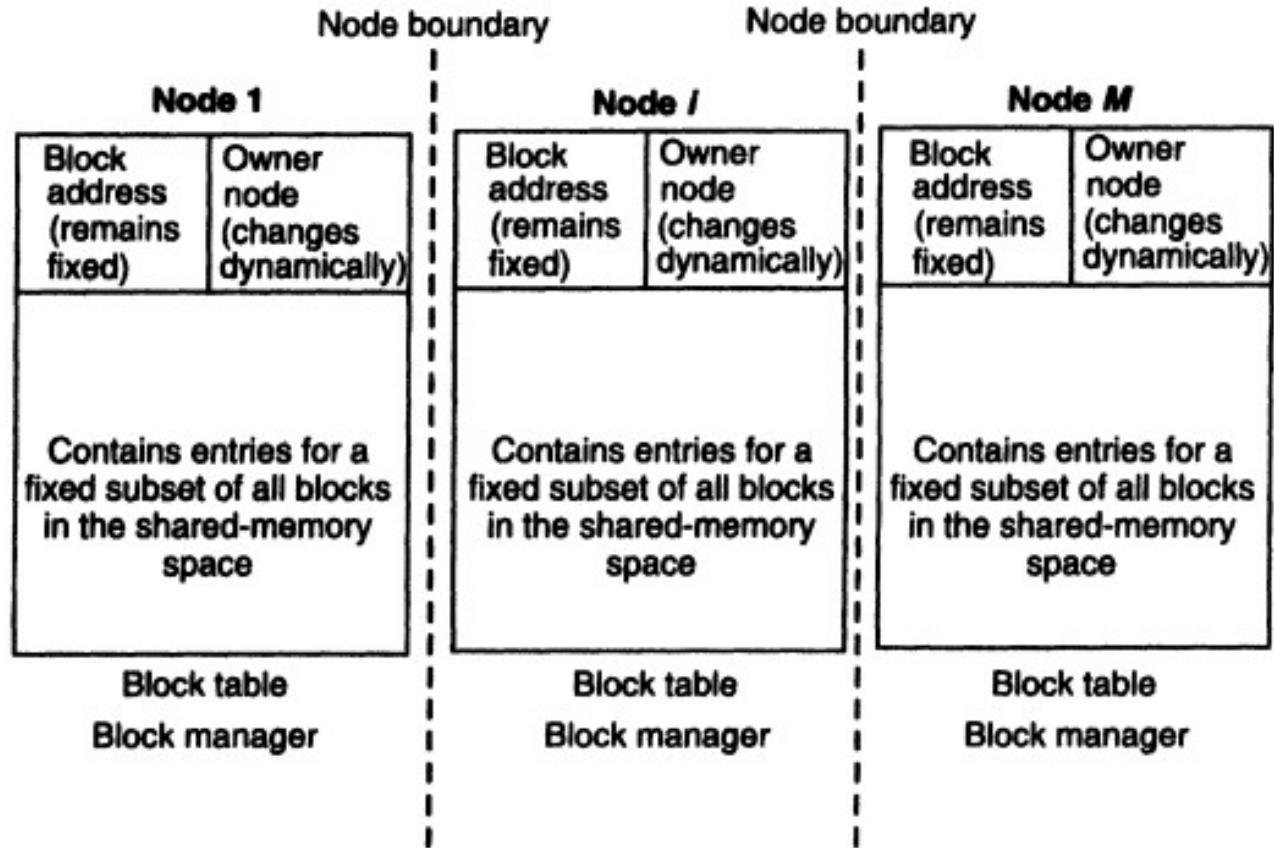 Node boundary
Node boundary
Node 1
Block
address
(remains
fixed)
Owner
node
(changes
dynamically)
Contains entries for a
fixed subset of all blocks
in the shared-memory
space
Block table
Block manager
Node i
Block
address
(remains
fixed)
Owner
node
(changes
dynamically)
Contains entries for a
fixed subset of all blocks
in the shared-memory
space
Block table
Block manager
Node M
Block
address
(remains
fixed)
Owner
node
(changes
dynamically)
Contains entries for a
fixed subset of all blocks
in the shared-memory
space
Block table
Block manager